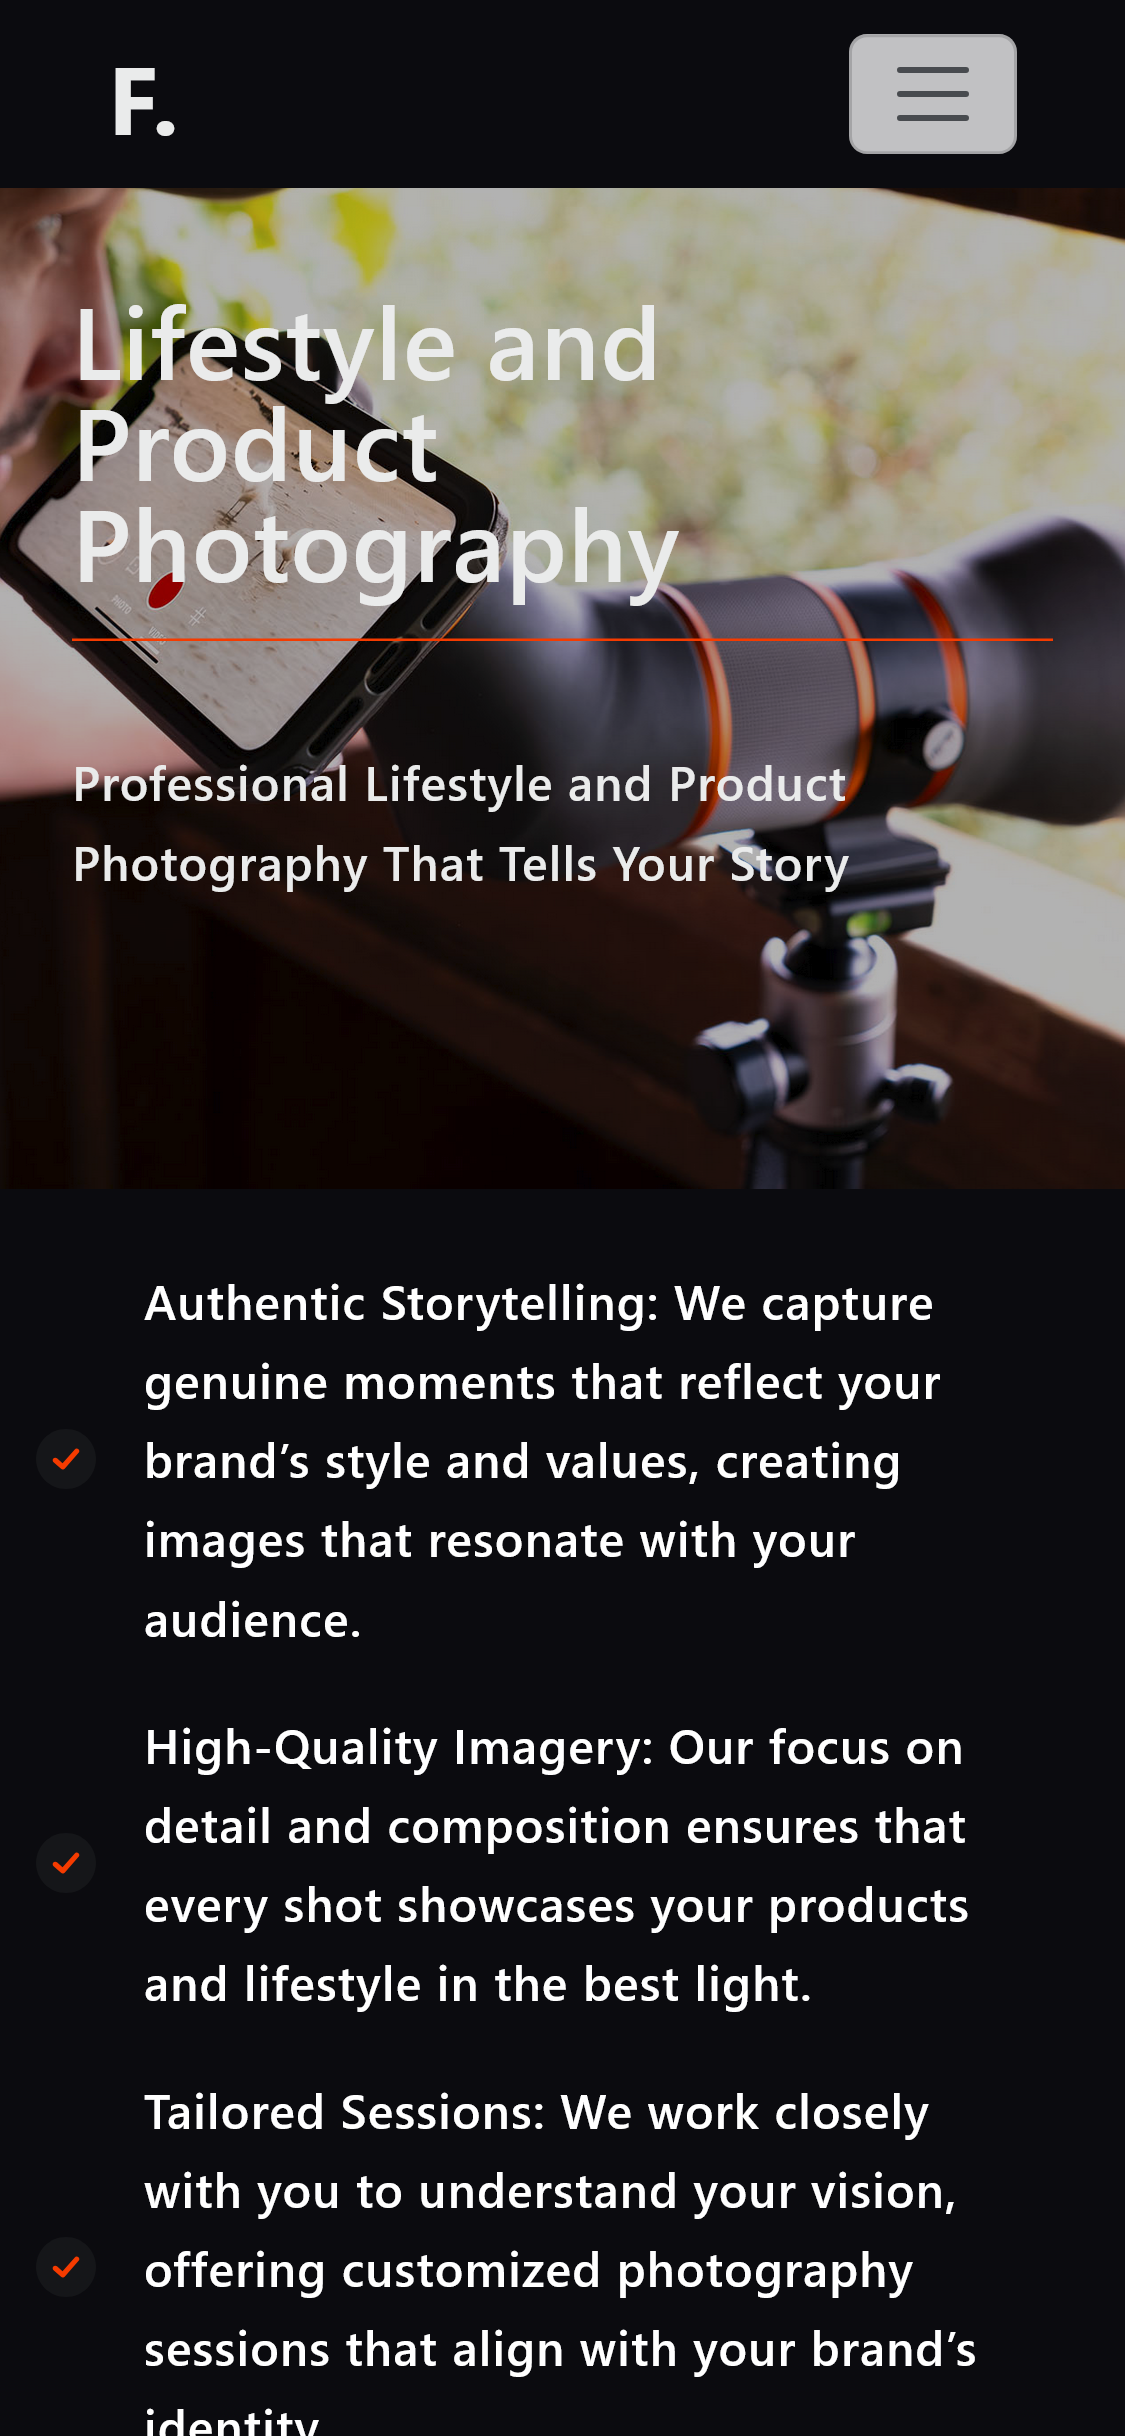 F.
Lifestyle and
Product
Photography
PHOTO
VIDEO
Professional Lifestyle and Product
Photography That Tells Your Story
Authentic Storytelling: We capture
genuine moments that reflect your
brand’s style and values, creating
images that resonate with your
audience.
High-Quality Imagery: Our focus on
detail and composition ensures that
every shot showcases your products
and lifestyle in the best light.
Tailored Sessions: We work closely
with you to understand your vision,
offering customized photography
sessions that align with your brand’s
identity.